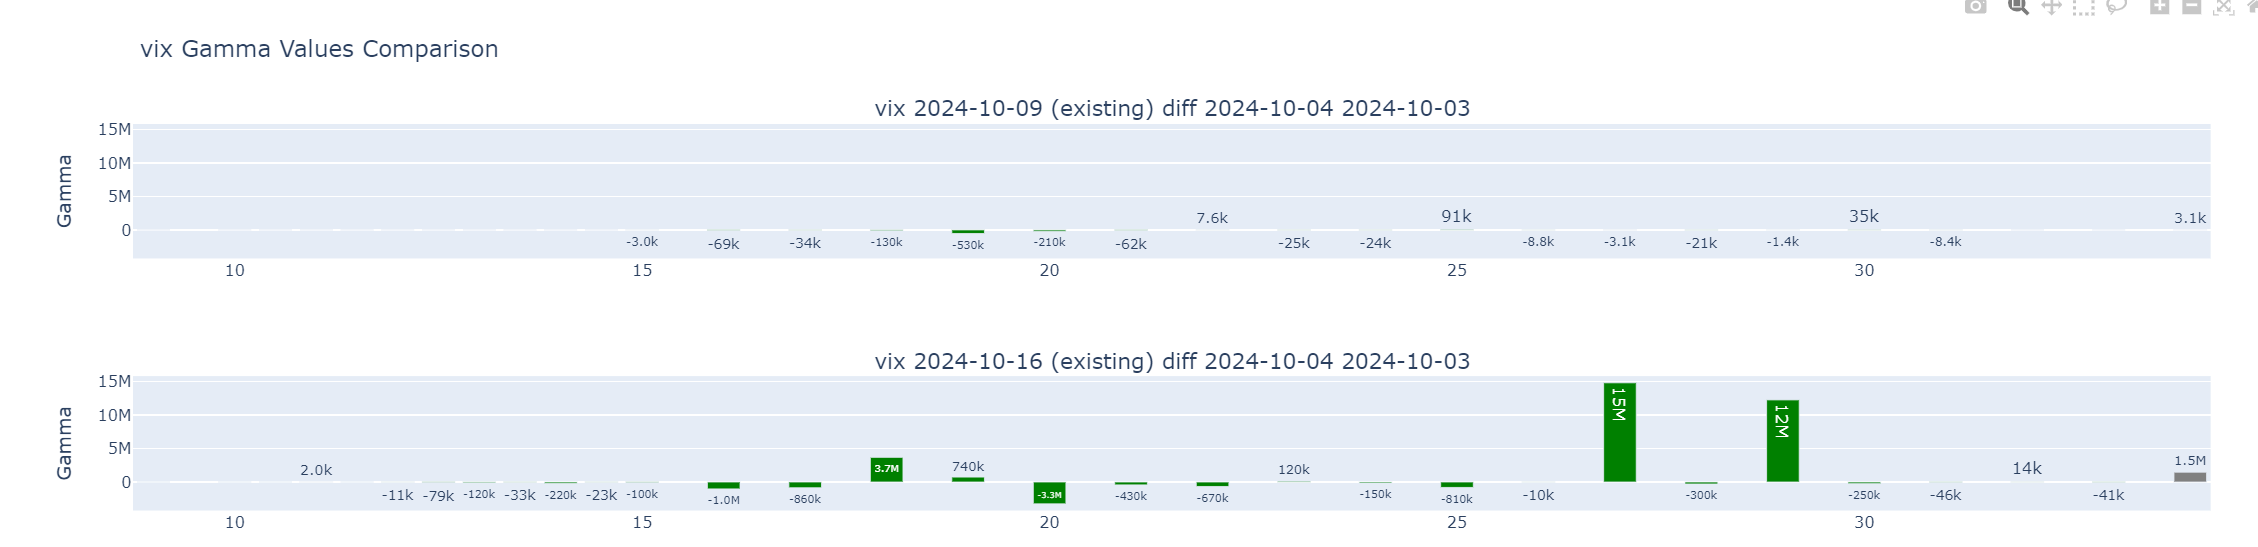 vix Gamma Values Comparison
vix 2024-10-09 (existing) diff 2024-10-04 2024-10-03
Gamma
15M
10M
5M
0
-3.0k -69k -34k -130k -530k -210k -62k 7.6k -25k -24k 91k -8.8k -3.1k -21k -1.4k 35k -8.4k 3.1k
10 15 20 25 30
vix 2024-10-16 (existing) diff 2024-10-04 2024-10-03
Gamma
15M
10M
5M
0
2.0k -11k -79k -120k -33k -220k -23k -100k -1.0M -860k 3.7M 740k -3.3M -430k -670k 120k -150k -810k -10k 15M -300k 12M -250k -46k 14k -41k 1.5M
10 15 20 25 30